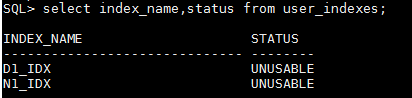 SQL> select index_name,status from user_indexes;
INDEX_NAME                     STATUS
------------------------------ --------
D1_IDX                         UNUSABLE
N1_IDX                         UNUSABLE